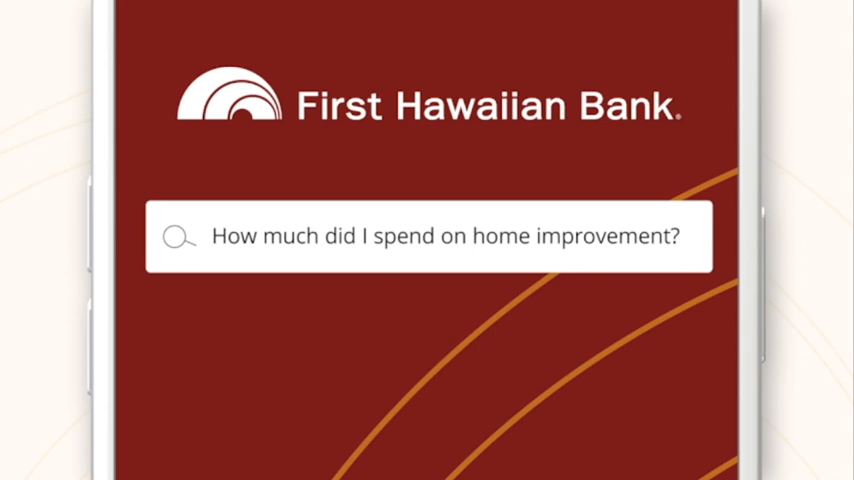 First Hawaiian Bank.
How much did I spend on home improvement?